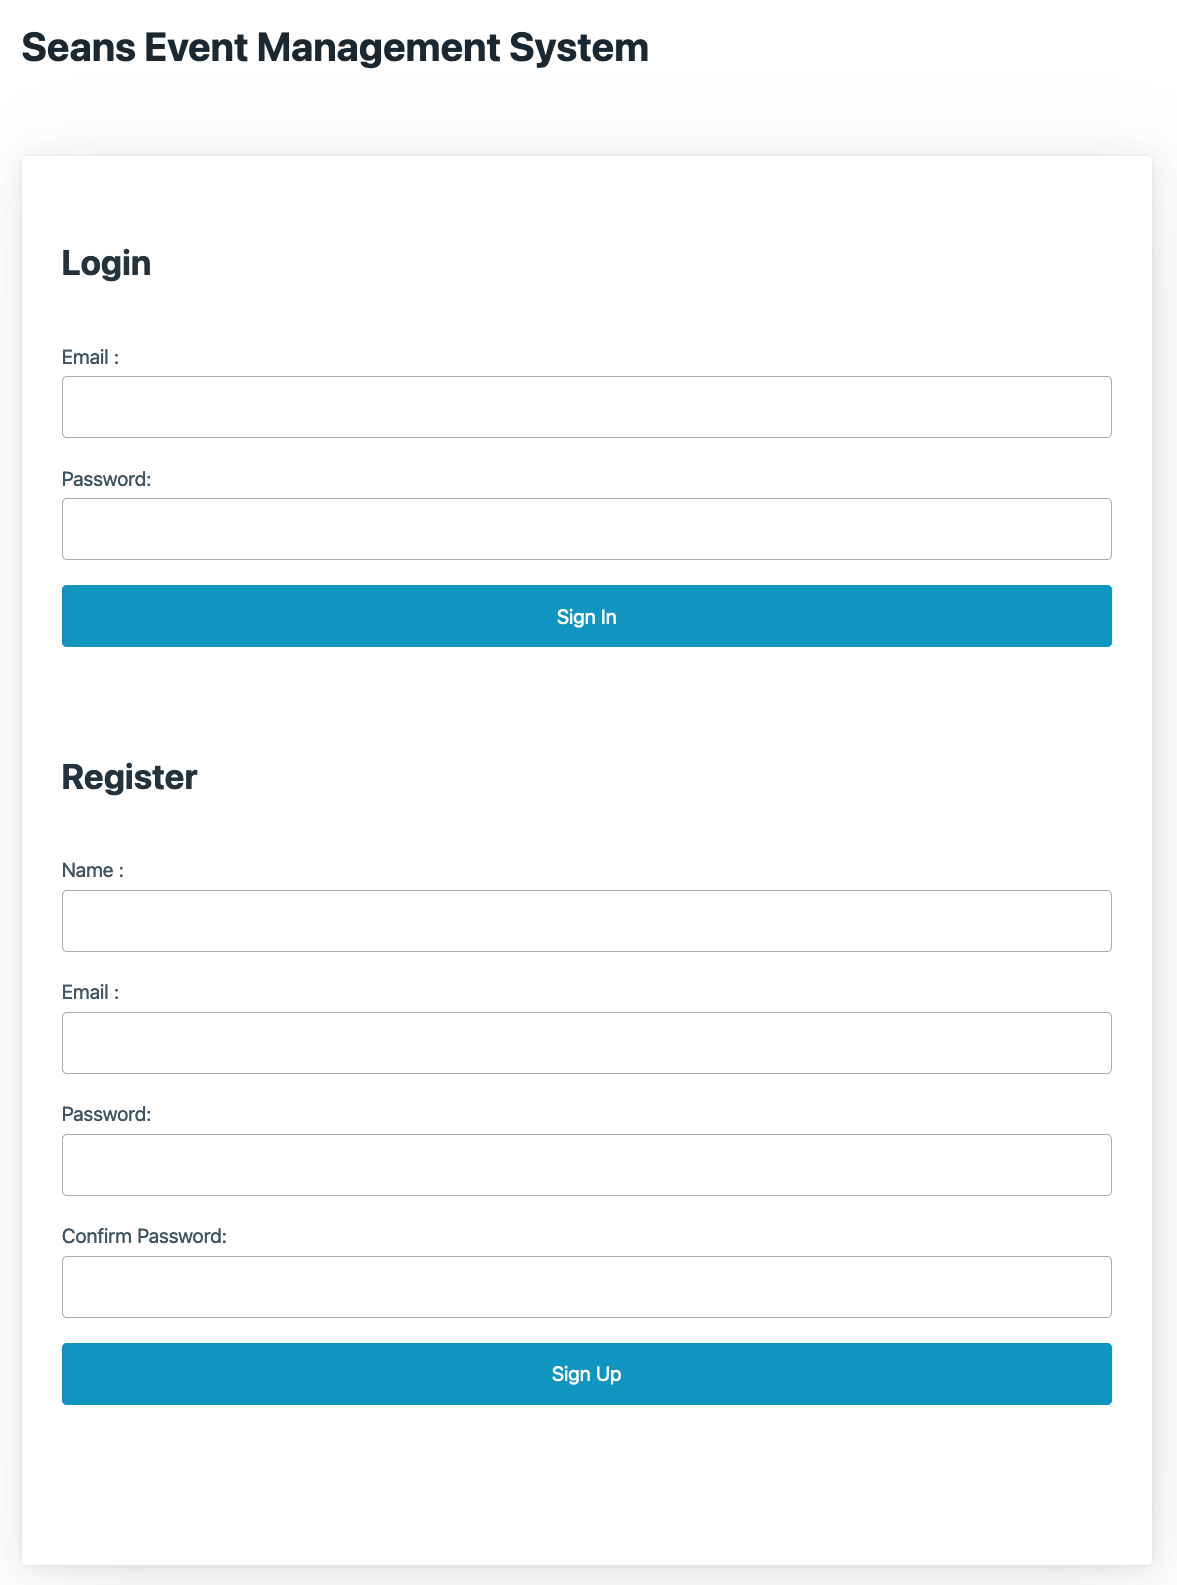 Seans Event Management System
Login
Email :
Password:
Sign In
Register
Name :
Email :
Password:
Confirm Password:
Sign Up